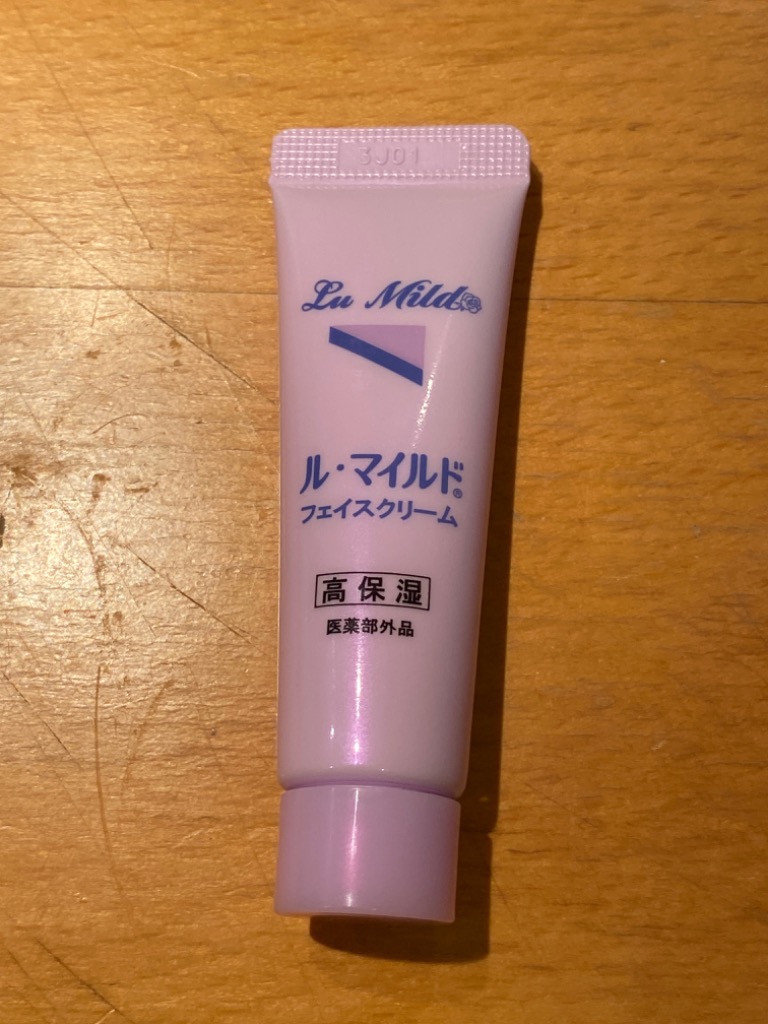 3J01
Lu Mild
ル・マイルド®
フェイスクリーム
高保湿
医薬部外品